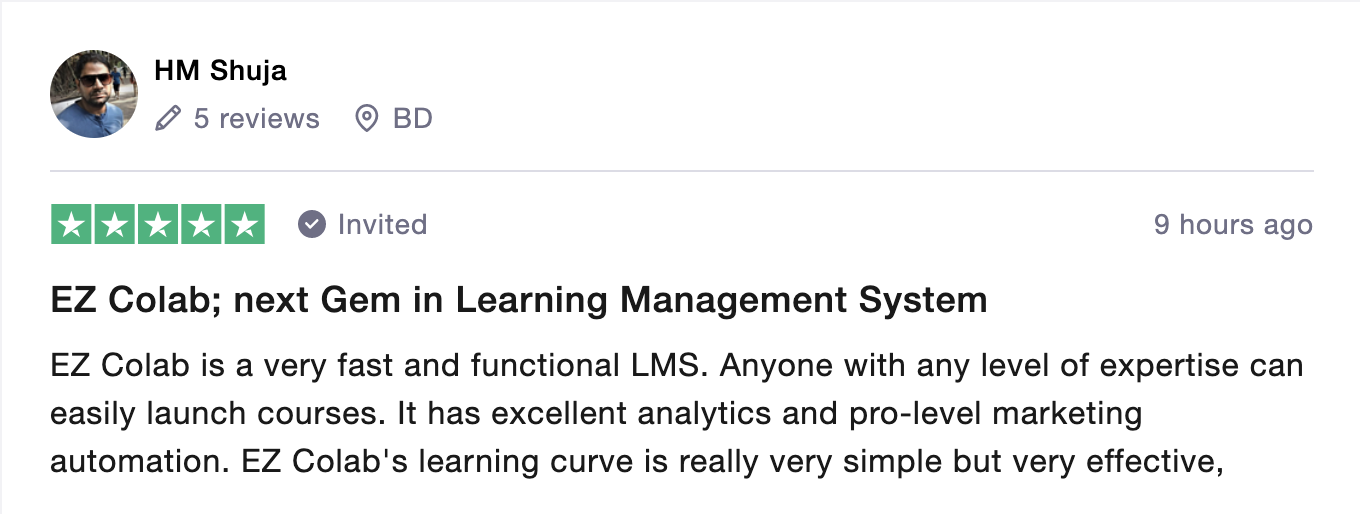 HM Shuja
5 reviews BD
Invited 9 hours ago
EZ Colab; next Gem in Learning Management System
EZ Colab is a very fast and functional LMS. Anyone with any level of expertise can
easily launch courses. It has excellent analytics and pro-level marketing
automation. EZ Colab's learning curve is really very simple but very effective,